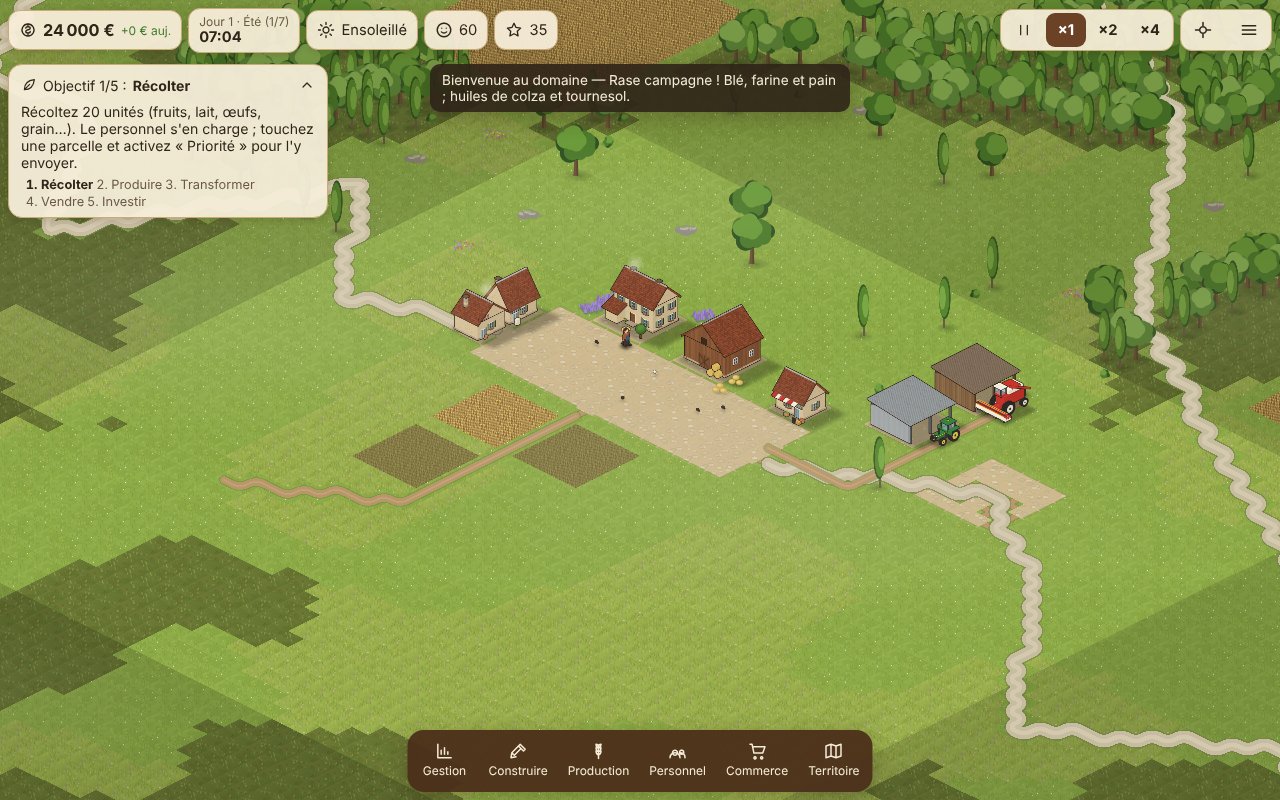 24 000 € +0 € auj.
Jour 1 · Été (1/7)
07:04
Ensoleillé
60
35
×1
×2
×4
Objectif 1/5 : Récolter
Récoltez 20 unités (fruits, lait, œufs,
grain...). Le personnel s'en charge ; touchez
une parcelle et activez « Priorité » pour l'y
envoyer.
1. Récolter 2. Produire 3. Transformer
4. Vendre 5. Investir
Bienvenue au domaine — Rase campagne ! Blé, farine et pain
; huiles de colza et tournesol.
Gestion
Construire
Production
Personnel
Commerce
Territoire